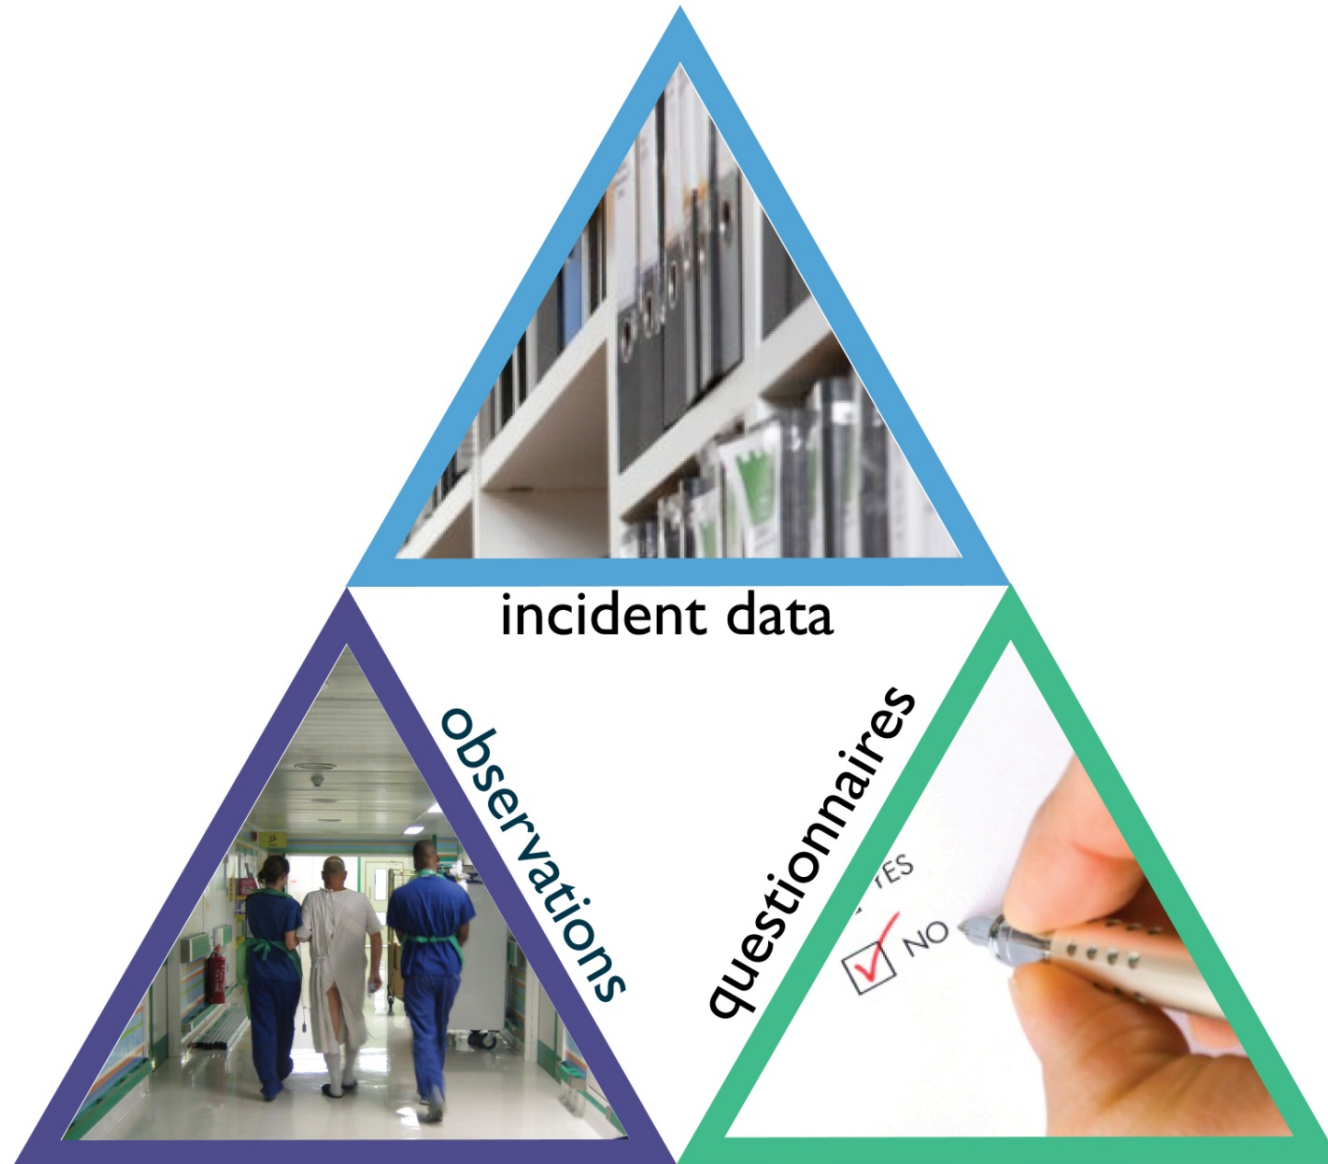 incident data
observations
questionnaires
YES
NO